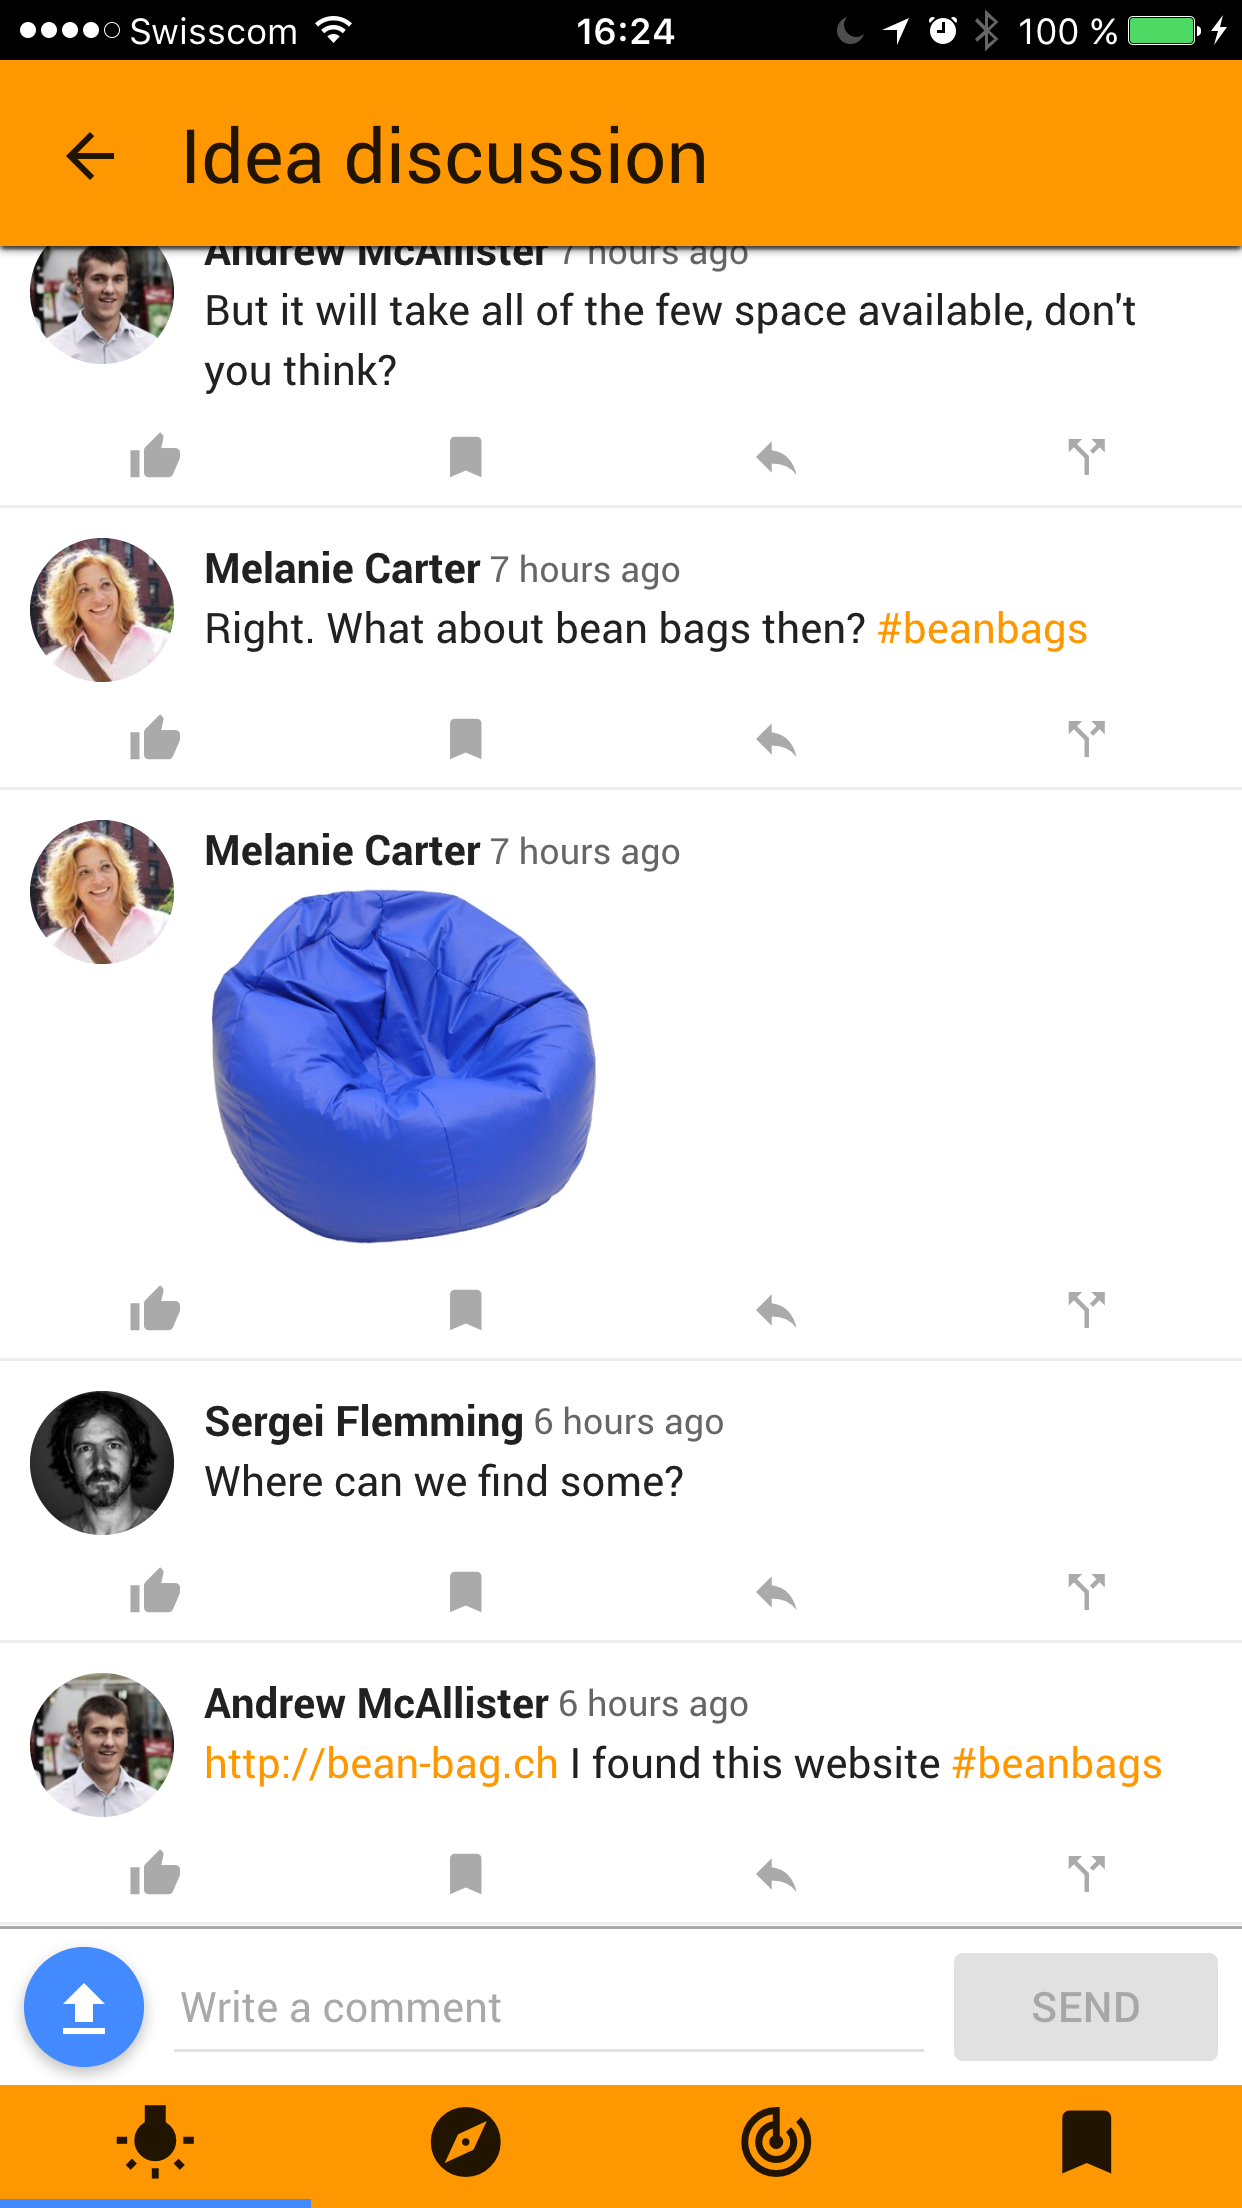 Swisscom 16:24 100 %
Idea discussion
Andrew McAllister 7 hours ago
But it will take all of the few space available, don't
you think?
Melanie Carter 7 hours ago
Right. What about bean bags then? #beanbags
Melanie Carter 7 hours ago
Sergei Flemming 6 hours ago
Where can we find some?
Andrew McAllister 6 hours ago
http://bean-bag.ch I found this website #beanbags
Write a comment
SEND